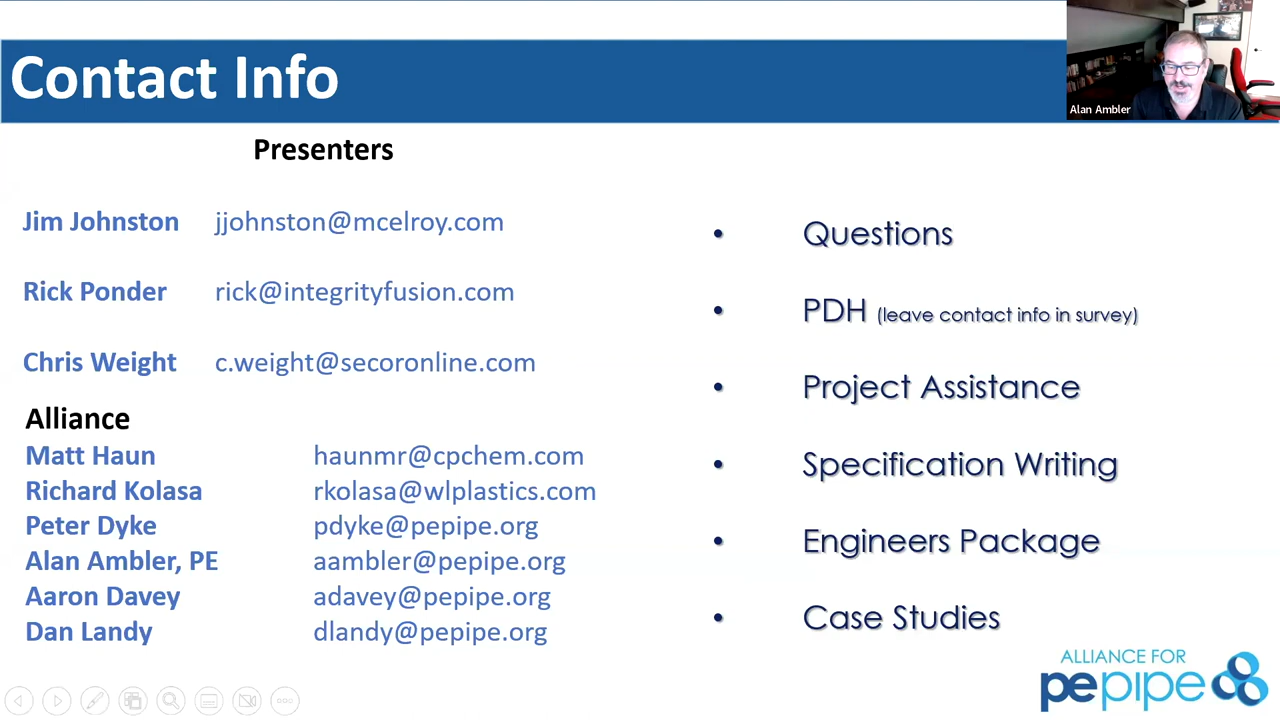 Contact Info
Alan Ambler
Presenters
Jim Johnston jjohnston@mcelroy.com
Rick Ponder rick@integrityfusion.com
Chris Weight c.weight@secoronline.com
Alliance
Matt Haun haunmr@cpchem.com
Richard Kolasa rkolasa@wlplastics.com
Peter Dyke pdyke@pepipe.org
Alan Ambler, PE aambler@pepipe.org
Aaron Davey adavey@pepipe.org
Dan Landy dlandy@pepipe.org
• Questions
• PDH (leave contact info in survey)
• Project Assistance
• Specification Writing
• Engineers Package
• Case Studies
ALLIANCE FOR
pepipe